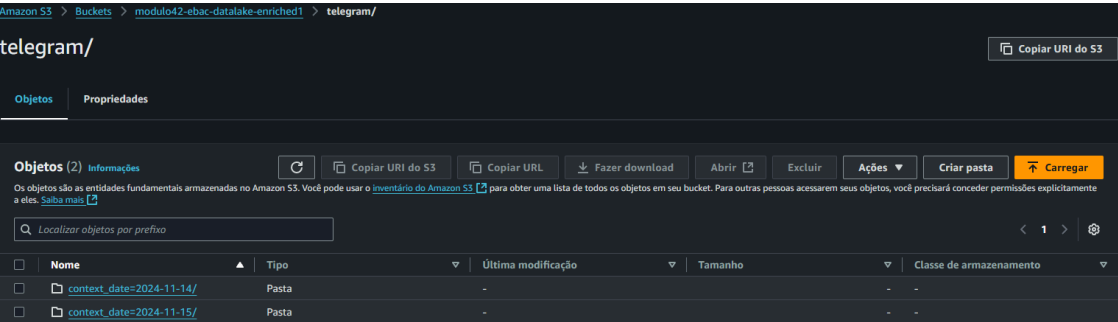 Amazon S3 > Buckets > modulo42-ebac-datalake-enriched1 > telegram/
telegram/
Copiar URI do S3
Objetos Propriedades
Objetos (2) Informações Copiar URI do S3 Copiar URL Fazer download Abrir Excluir Ações ▼ Criar pasta Carregar
Os objetos são as entidades fundamentais armazenadas no Amazon S3. Você pode usar o inventário do Amazon S3 para obter uma lista de todos os objetos em seu bucket. Para outras pessoas acessarem seus objetos, você precisará conceder permissões explicitamente
a eles. Saiba mais
Localizar objetos por prefixo < 1 >
Nome Tipo Última modificação Tamanho Classe de armazenamento
context_date=2024-11-14/ Pasta - - -
context_date=2024-11-15/ Pasta - - -